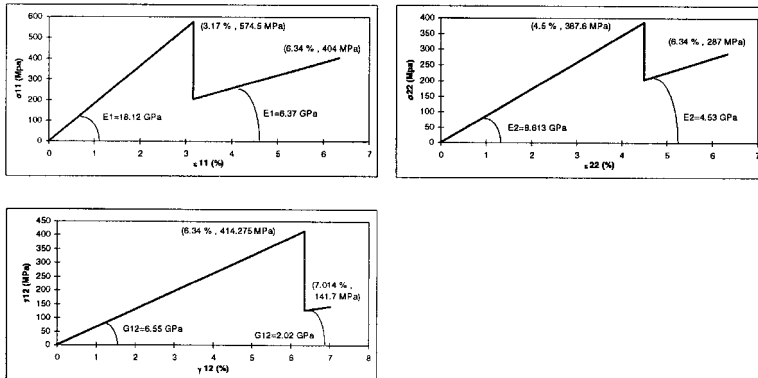 600
500
400
300
200
100
0
σ11 (Mpa)
(3.17 % , 574.5 MPa)
(6.34 % , 404 MPa)
E1=18.12 GPa
E1=6.37 GPa
0 1 2 3 4 5 6 7
ε 11 (%)
400
350
300
250
200
150
100
50
0
σ22 (Mpa)
(4.5 % , 387.6 MPa)
(6.34 % , 287 MPa)
E2=8.613 GPa
E2=4.53 GPa
0 1 2 3 4 5 6 7
ε 22 (%)
450
400
350
300
250
200
150
100
50
0
γ12 (MPa)
(6.34 % , 414.275 MPa)
(7.014 % ,
141.7 MPa)
G12=6.55 GPa
G12=2.02 GPa
0 1 2 3 4 5 6 7 8
γ 12 (%)